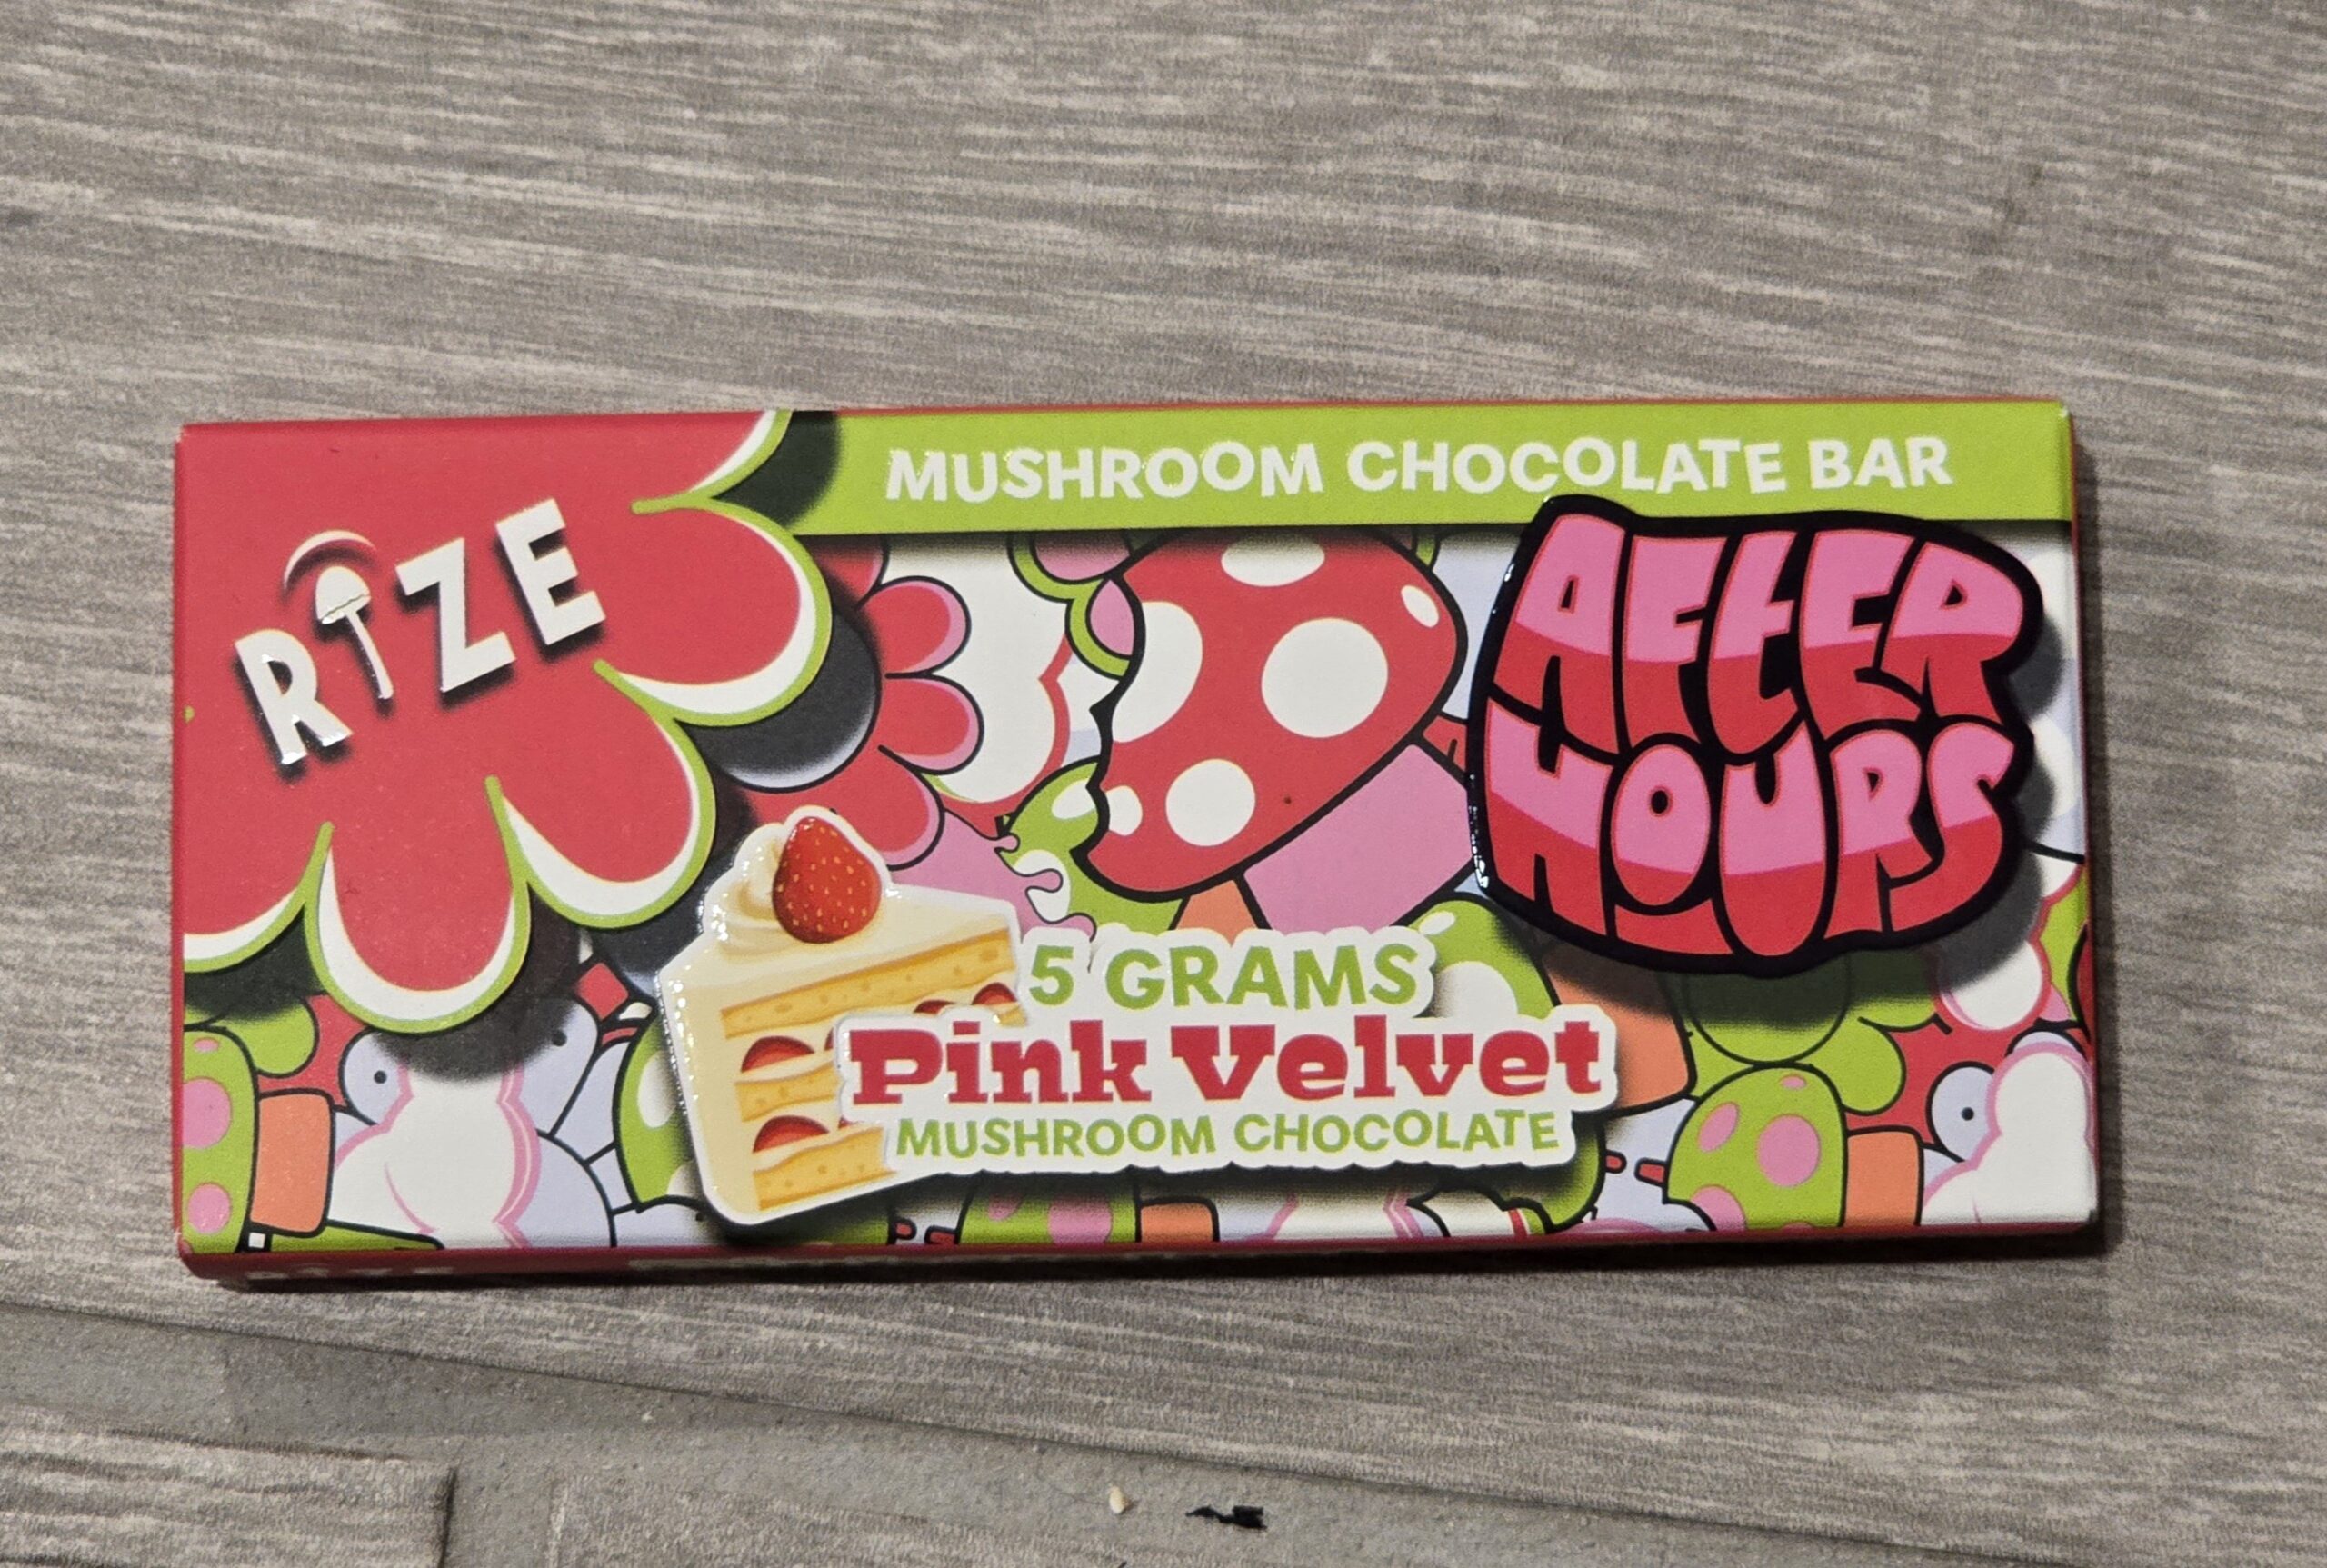 MUSHROOM CHOCOLATE BAR
RIZE
AFTER
HOURS
5 GRAMS
Pink Velvet
MUSHROOM CHOCOLATE